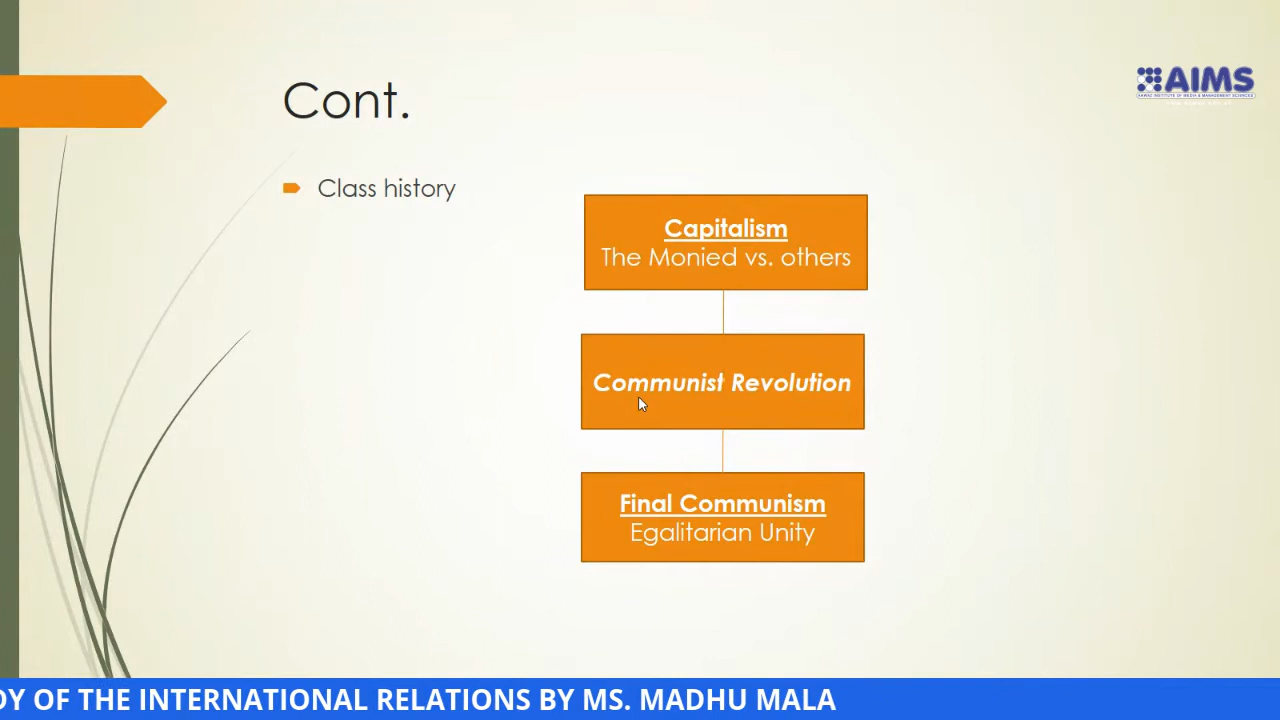 Cont.
AIMS
Class history
Capitalism
The Monied vs. others
Communist Revolution
Final Communism
Egalitarian Unity
DY OF THE INTERNATIONAL RELATIONS BY MS. MADHU MALA